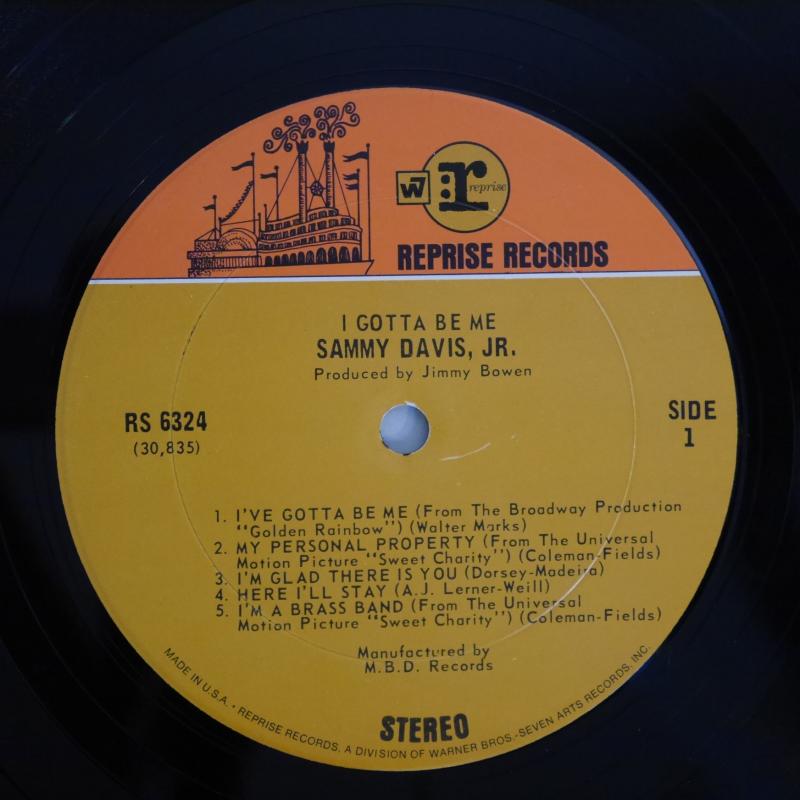 W7
r
reprise
REPRISE RECORDS
I GOTTA BE ME
SAMMY DAVIS, JR.
Produced by Jimmy Bowen
RS 6324
(30,835)
SIDE
1
1. I'VE GOTTA BE ME (From The Broadway Production
"Golden Rainbow") (Walter Marks)
2. MY PERSONAL PROPERTY (From The Universal
Motion Picture "Sweet Charity") (Coleman-Fields)
3. I'M GLAD THERE IS YOU (Dorsey-Madeira)
4. HERE I'LL STAY (A.J. Lerner-Weill)
5. I'M A BRASS BAND (From The Universal
Motion Picture "Sweet Charity") (Coleman-Fields)
Manufactured by
M.B.D. Records
STEREO
MADE IN U.S.A. • REPRISE RECORDS, A DIVISION OF WARNER BROS.-SEVEN ARTS RECORDS, INC.